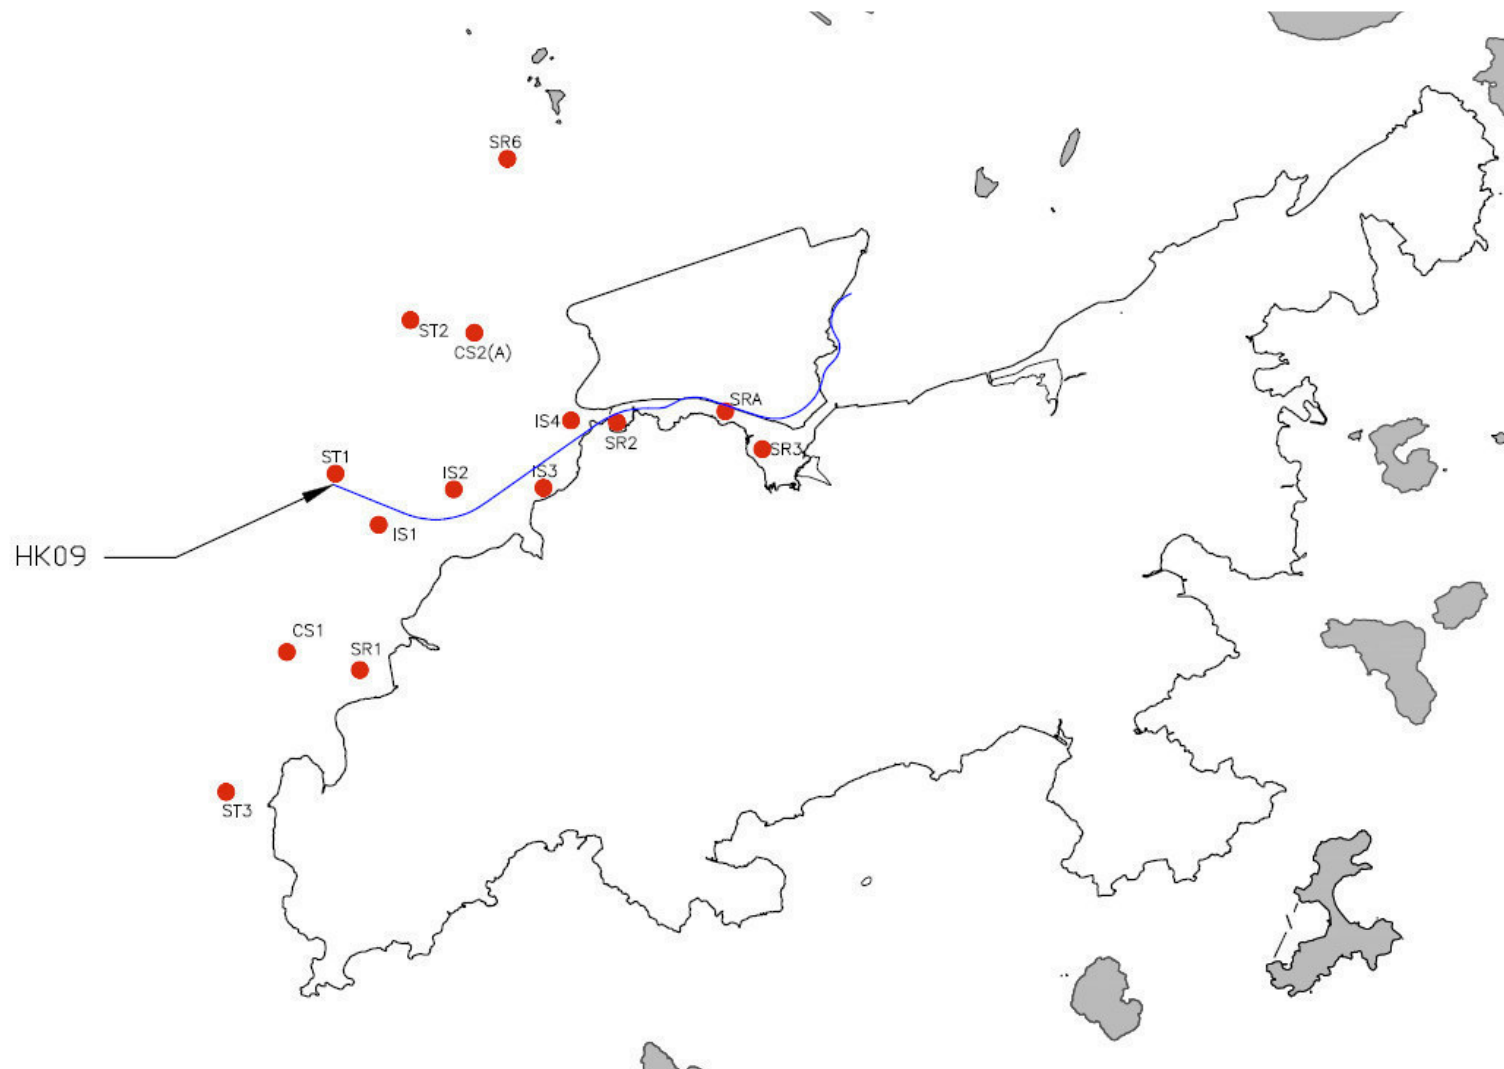 SR6
ST2
CS2(A)
SRA
IS4
SR2
SR3
ST1
IS2
IS3
IS1
HK09
CS1
SR1
ST3